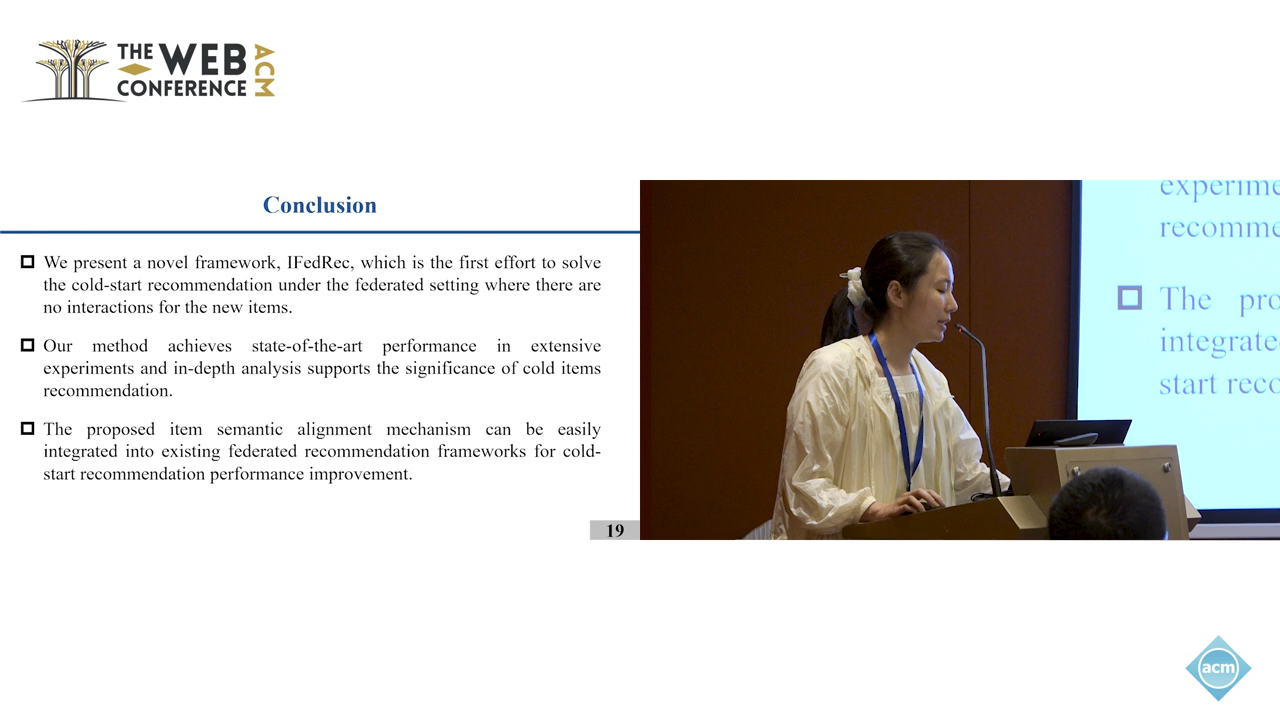 THE WEB
CONFERENCE
ACM
Conclusion
We present a novel framework, IFedRec, which is the first effort to solve
the cold-start recommendation under the federated setting where there are
no interactions for the new items.
Our method achieves state-of-the-art performance in extensive
experiments and in-depth analysis supports the significance of cold items
recommendation.
The proposed item semantic alignment mechanism can be easily
integrated into existing federated recommendation frameworks for cold-
start recommendation performance improvement.
19
experime
recomme
The pro
integrate
start reco
acm